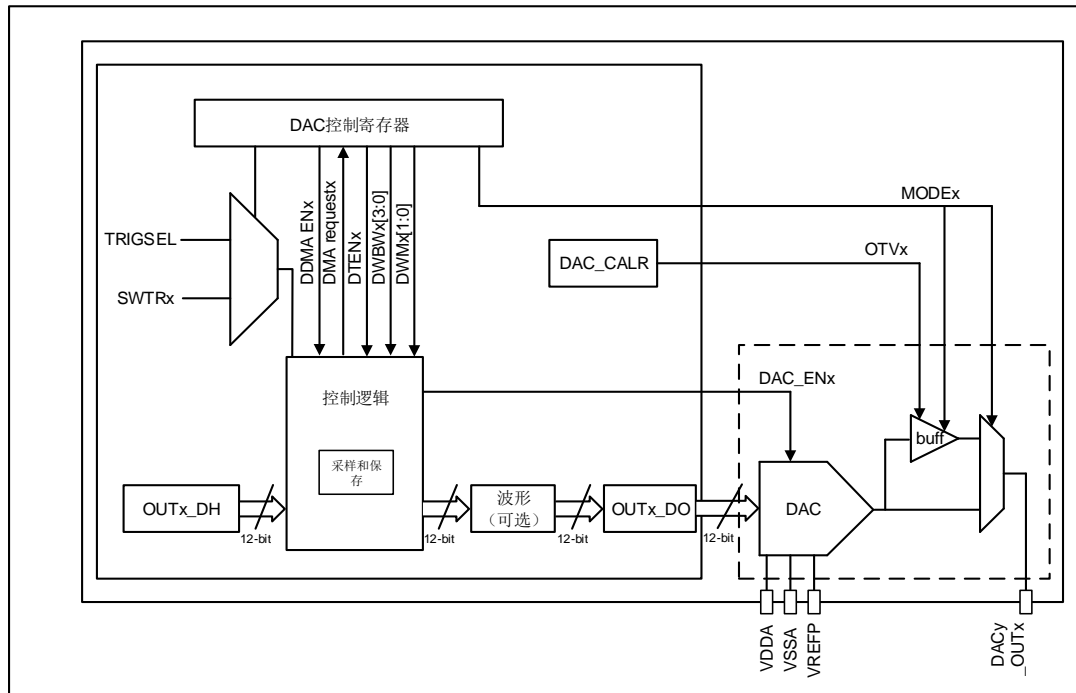 DAC控制寄存器
MODEx
TRIGSEL
SWTRx
DDMA ENx
DMA requestx
DTENx
DWBWx[3:0]
DWMx[1:0]
DAC_CALR
OTVx
控制逻辑
采样和保
存
DAC_ENx
buff
OUTx_DH
12-bit
12-bit
波形
（可选）
12-bit
OUTx_DO
12-bit
DAC
VDDA
VSSA
VREFP
DACy
_OUTx